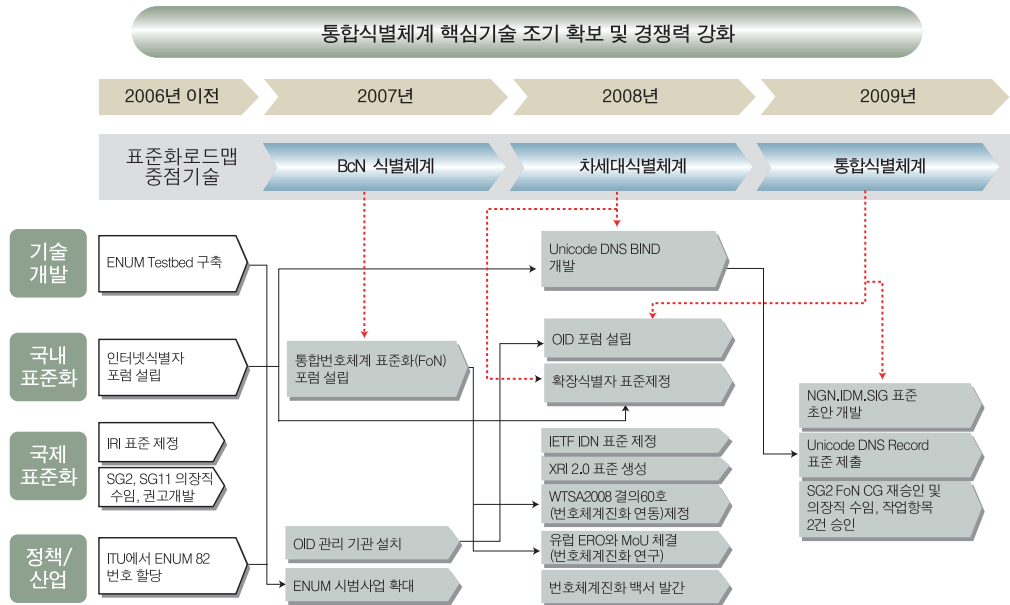 통합식별체계 핵심기술 조기 확보 및 경쟁력 강화
2006년 이전
2007년
2008년
2009년
표준화로드맵
중점기술
BcN 식별체계
차세대식별체계
통합식별체계
기술
개발
ENUM Testbed 구축
Unicode DNS BIND
개발
국내
표준화
인터넷식별자
포럼 설립
통합번호체계 표준화(FoN)
포럼 설립
OID 포럼 설립
확장식별자 표준제정
NGN.IDM.SIG 표준
초안 개발
국제
표준화
IRI 표준 제정
SG2, SG11 의장직
수임, 권고개발
IETF IDN 표준 제정
XRI 2.0 표준 생성
WTSA2008 결의60호
(번호체계진화 연동)제정
Unicode DNS Record
표준 제출
SG2 FoN CG 재승인 및
의장직 수임, 작업항목
2건 승인
정책/
산업
ITU에서 ENUM 82
번호 할당
OID 관리 기관 설치
ENUM 시범사업 확대
유럽 ERO와 MoU 체결
(번호체계진화 연구)
번호체계진화 백서 발간